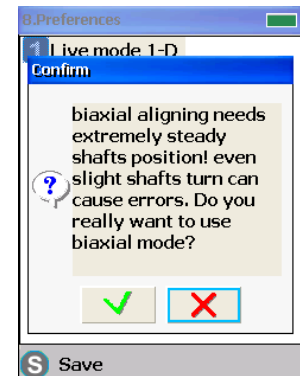 8.Preferences
1 Live mode 1-D
Confirm
biaxial aligning needs
extremely steady
shafts position! even
slight shafts turn can
cause errors. Do you
really want to use
biaxial mode?
S Save